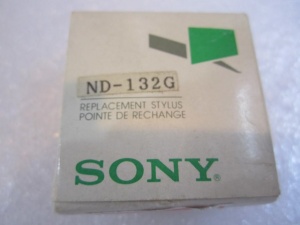 ND-132G
REPLACEMENT STYLUS
POINTE DE RECHANGE
SONY®